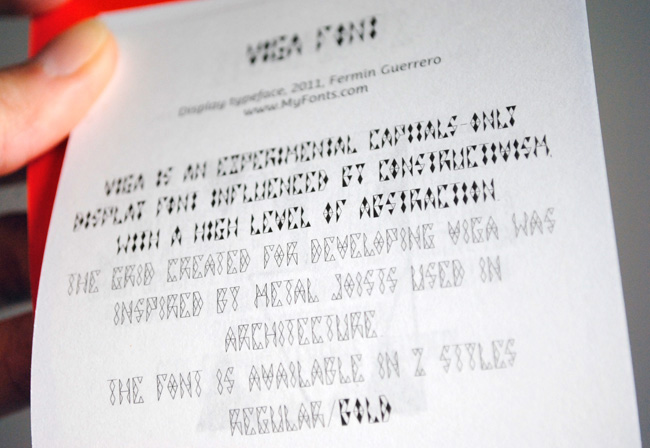 VIGA FONT
Display typeface, 2011, Fermin Guerrero
www.MyFonts.com
VIGA IS AN EXPERIMENTAL CAPITALS-ONLY
DISPLAY FONT INFLUENCED BY CONSTRUCTIVISM,
WITH A HIGH LEVEL OF ABSTRACTION.
THE GRID CREATED FOR DEVELOPING VIGA WAS
INSPIRED BY METAL JOISTS USED IN
ARCHITECTURE
THE FONT IS AVAILABLE IN 2 STYLES
REGULAR/BOLD